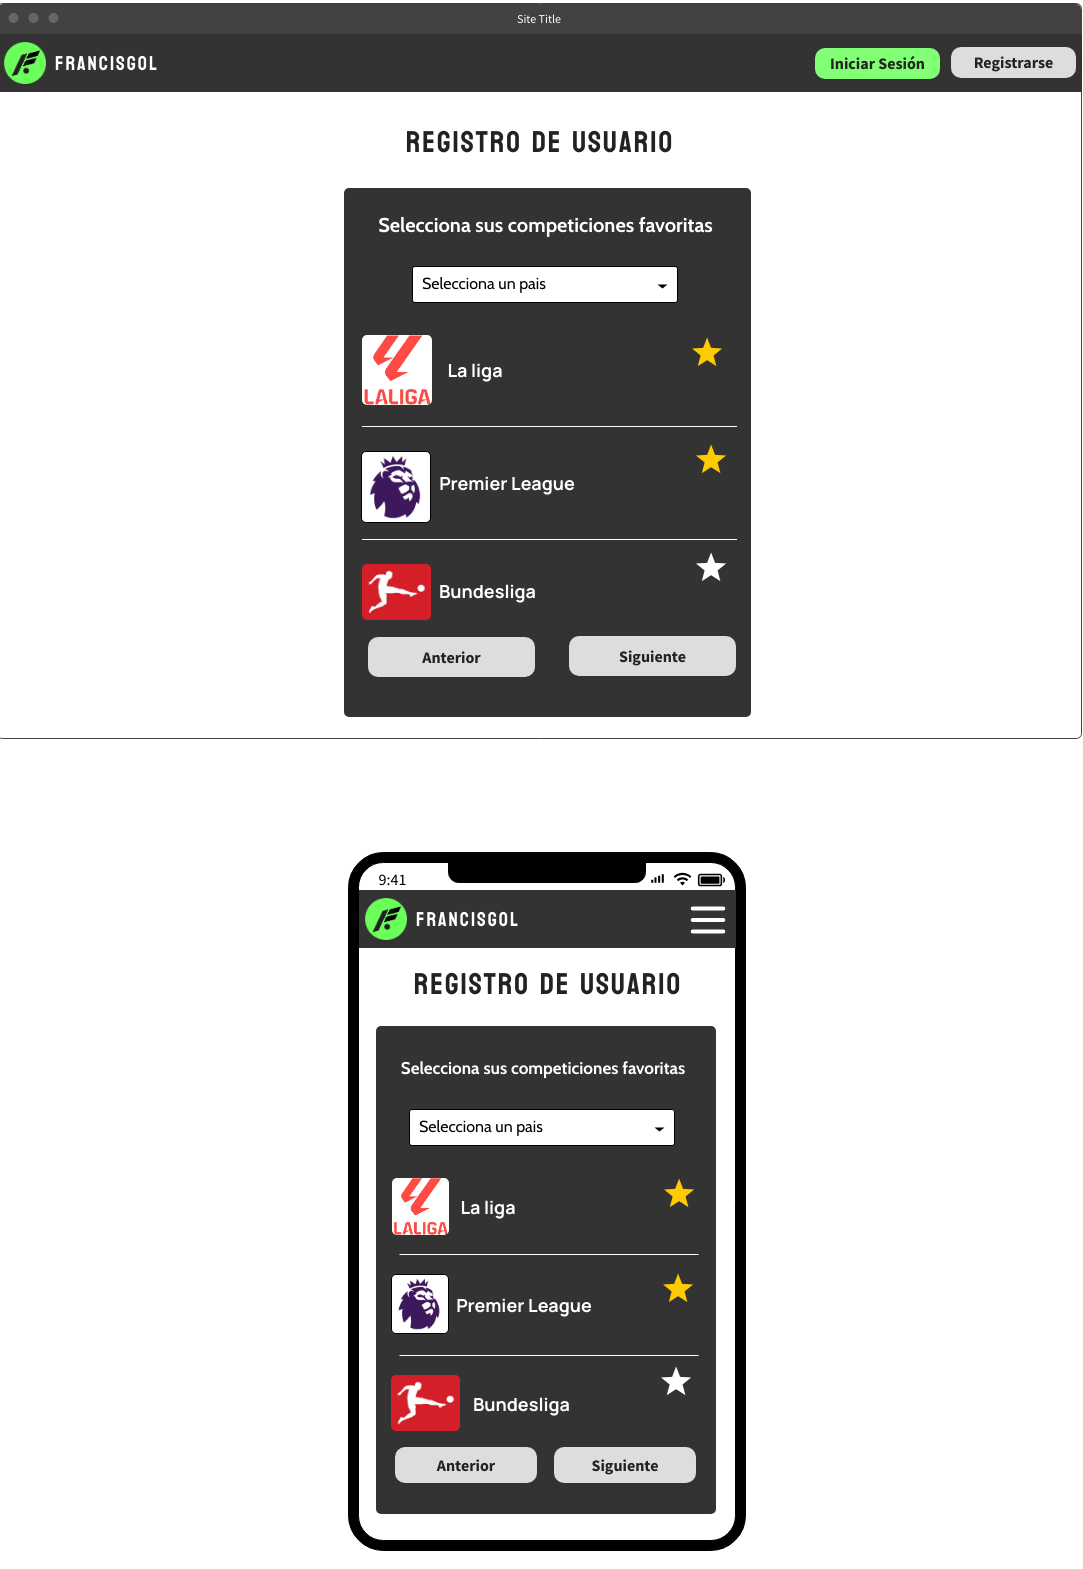 Site Title
FRANCISGOL
Iniciar Sesión
Registrarse
REGISTRO DE USUARIO
Selecciona sus competiciones favoritas
Selecciona un pais
LALIGA
La liga
Premier League
Bundesliga
Anterior
Siguiente
9:41
FRANCISGOL
REGISTRO DE USUARIO
Selecciona sus competiciones favoritas
Selecciona un pais
LALIGA
La liga
Premier League
Bundesliga
Anterior
Siguiente